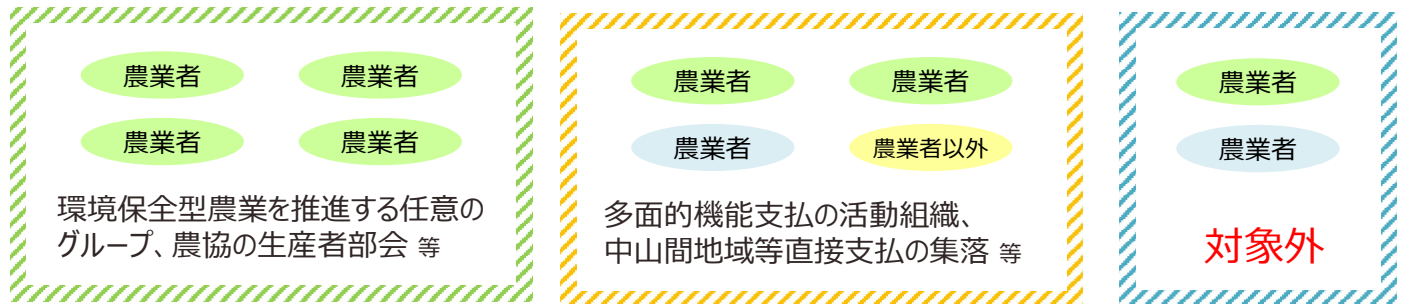 農業者 農業者
農業者 農業者
環境保全型農業を推進する任意の
グループ、農協の生産者部会 等
農業者 農業者
農業者 農業者以外
多面的機能支払の活動組織、
中山間地域等直接支払の集落 等
農業者
農業者
対象外